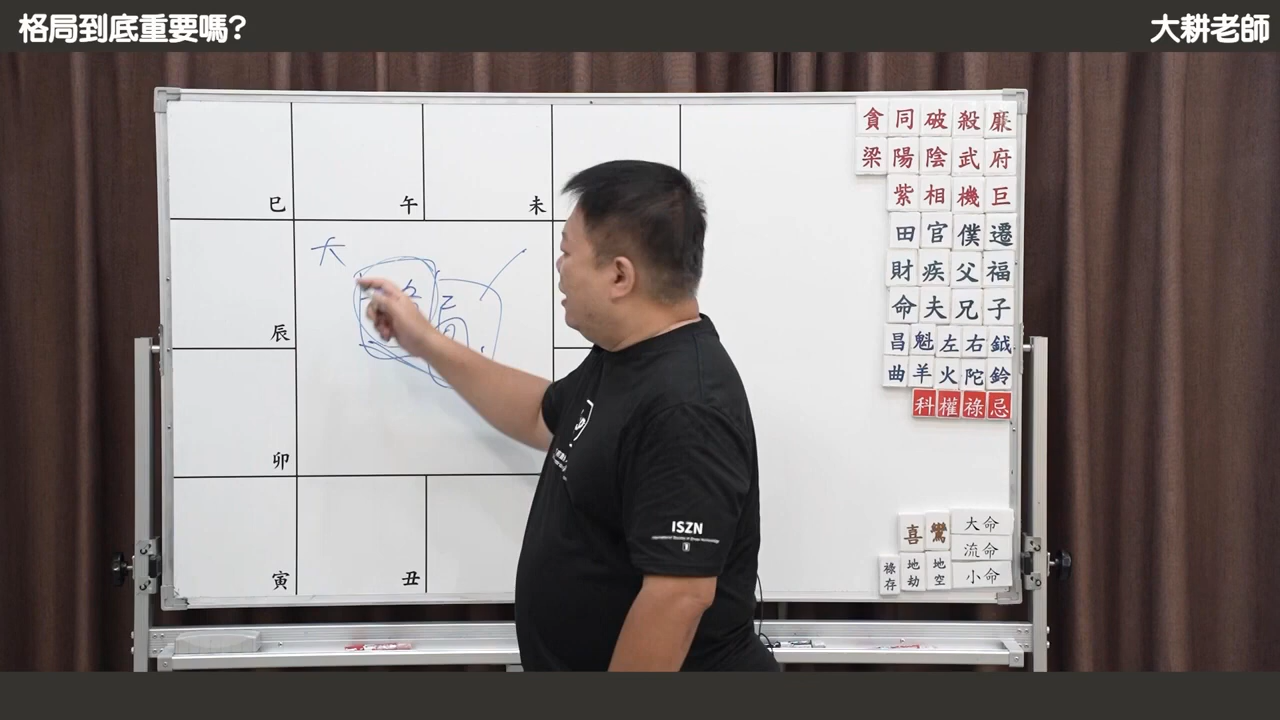 格局到底重要嗎?
大耕老師
貪同破殺廉
梁陽陰武府
紫相機巨
田官僕遷
財疾父福
命夫兄子
昌魁左右鉞
曲羊火陀鈴
科權祿忌
巳
午
未
辰
大
局
卯
寅
丑
ISZN
喜鸞
大命
流命
小命
祿存
地劫
地空